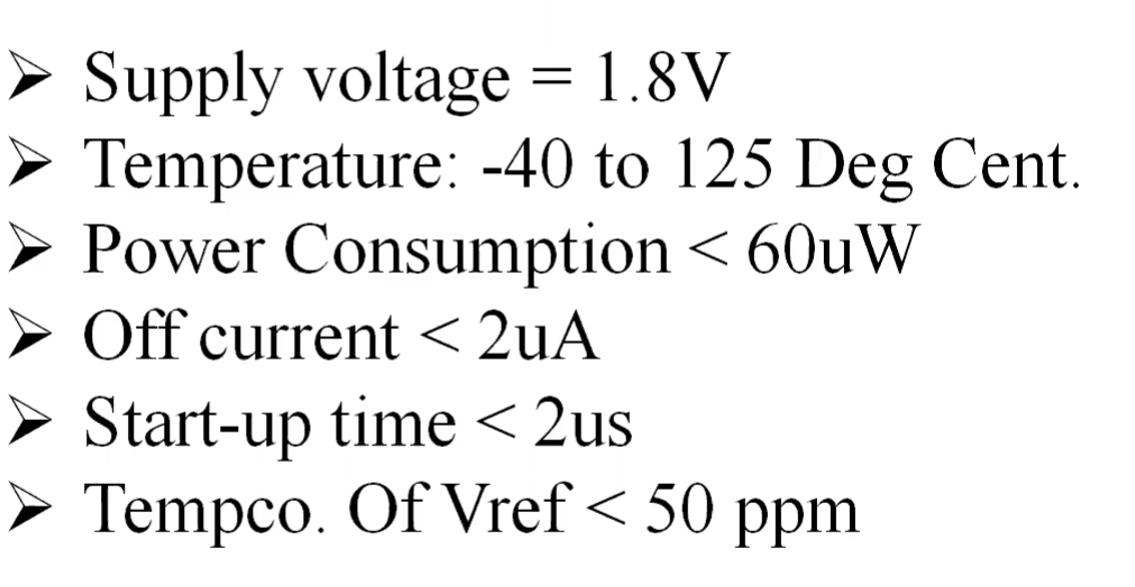 ➢ Supply voltage = 1.8V
➢ Temperature: -40 to 125 Deg Cent.
➢ Power Consumption < 60uW
➢ Off current < 2uA
➢ Start-up time < 2us
➢ Tempco. Of Vref < 50 ppm